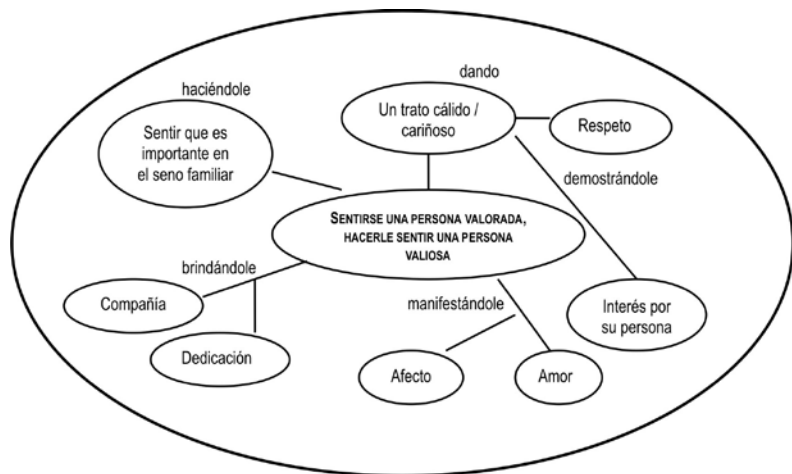 dando
haciéndole
Un trato cálido /
cariñoso
Respeto
Sentir que es
importante en
el seno familiar
demostrándole
SENTIRSE UNA PERSONA VALORADA,
HACERLE SENTIR UNA PERSONA
VALIOSA
brindándole
Compañía
manifestándole
Interés por
su persona
Dedicación
Afecto
Amor